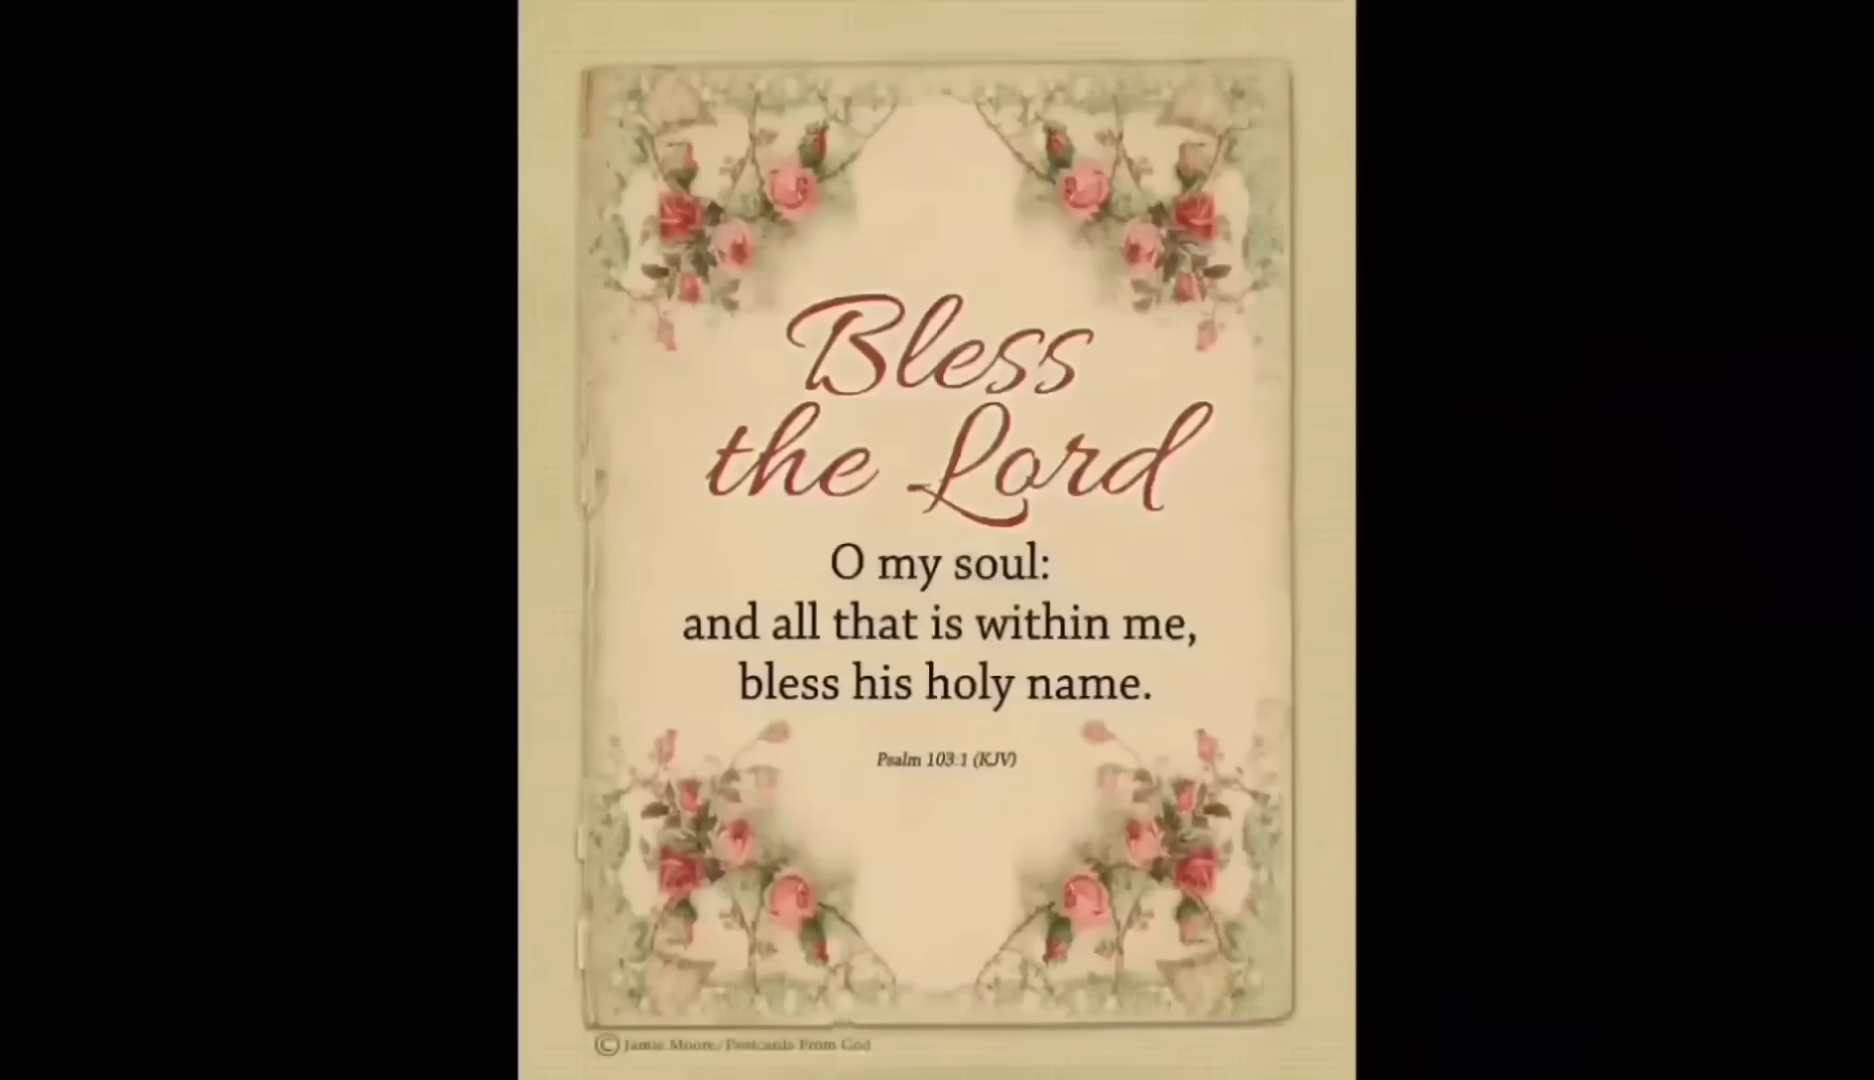 Bless
the Lord
O my soul:
and all that is within me,
bless his holy name.
Psalm 103:1 (KJV)
© Jamie Moore/Postcards From God